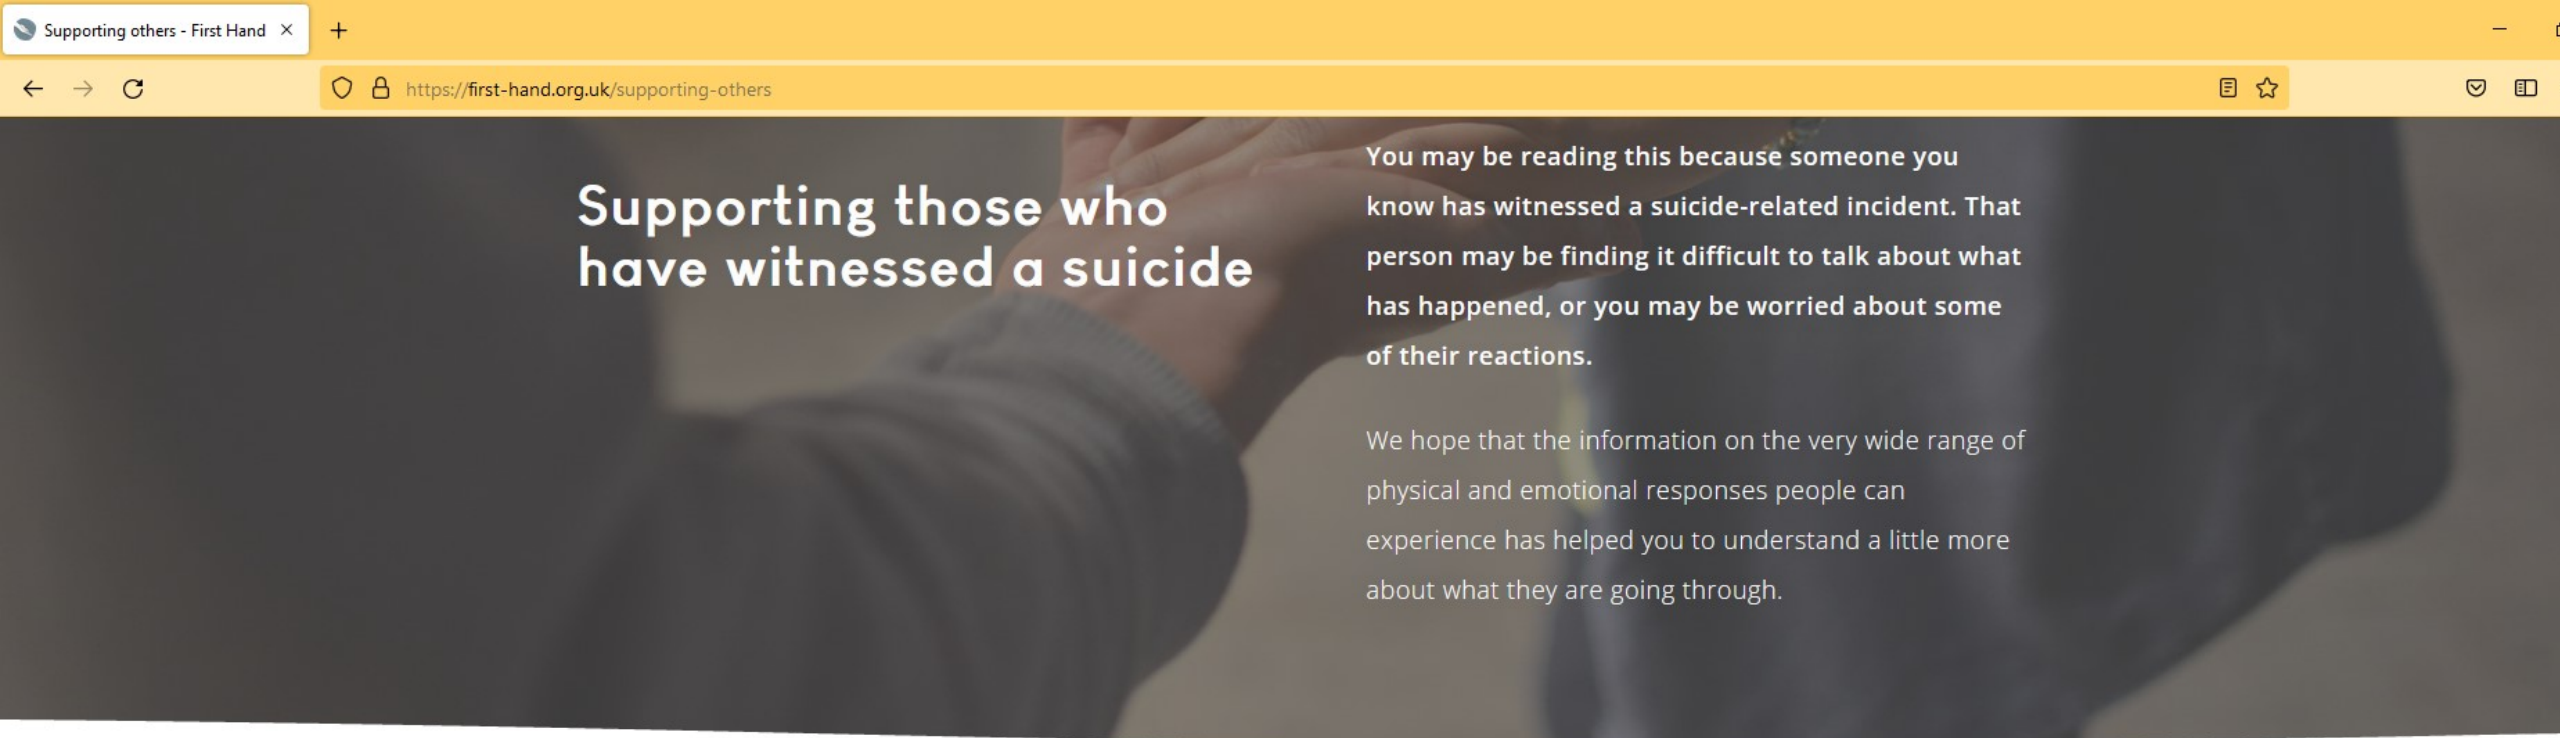 Supporting others - First Hand
https://first-hand.org.uk/supporting-others
Supporting those who
have witnessed a suicide
You may be reading this because someone you
know has witnessed a suicide-related incident. That
person may be finding it difficult to talk about what
has happened, or you may be worried about some
of their reactions.
We hope that the information on the very wide range of
physical and emotional responses people can
experience has helped you to understand a little more
about what they are going through.